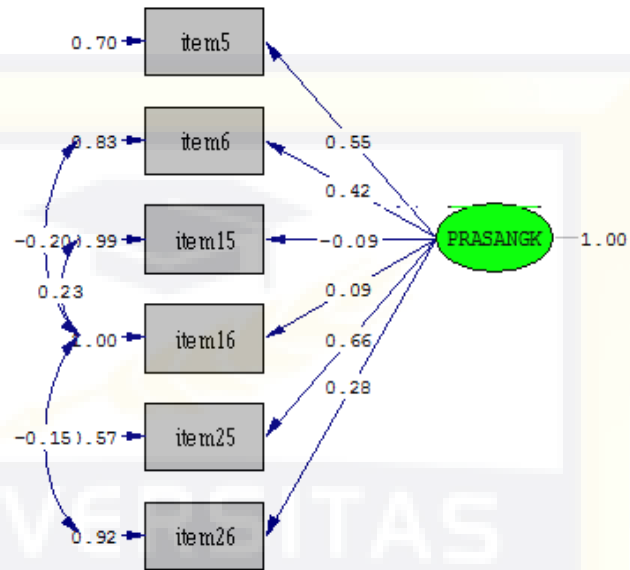 0.70 item5
0.83 item6 0.55
0.42
-0.20 0.99 item15 -0.09 PRASANGK 1.00
0.23 0.09
1.00 item16 0.66
0.28
-0.15 0.57 item25
VERSITAS
0.92 item26